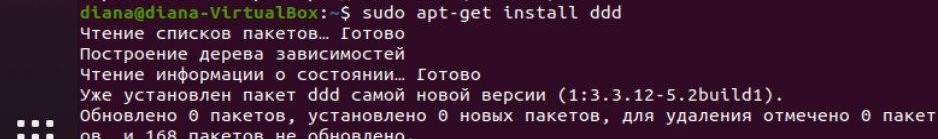 diana@diana-VirtualBox:~$ sudo apt-get install ddd
Чтение списков пакетов… Готово
Построение дерева зависимостей
Чтение информации о состоянии… Готово
Уже установлен пакет ddd самой новой версии (1:3.3.12-5.2build1).
Обновлено 0 пакетов, установлено 0 новых пакетов, для удаления отмечено 0 пакет
ов, и 168 пакетов не обновлено.